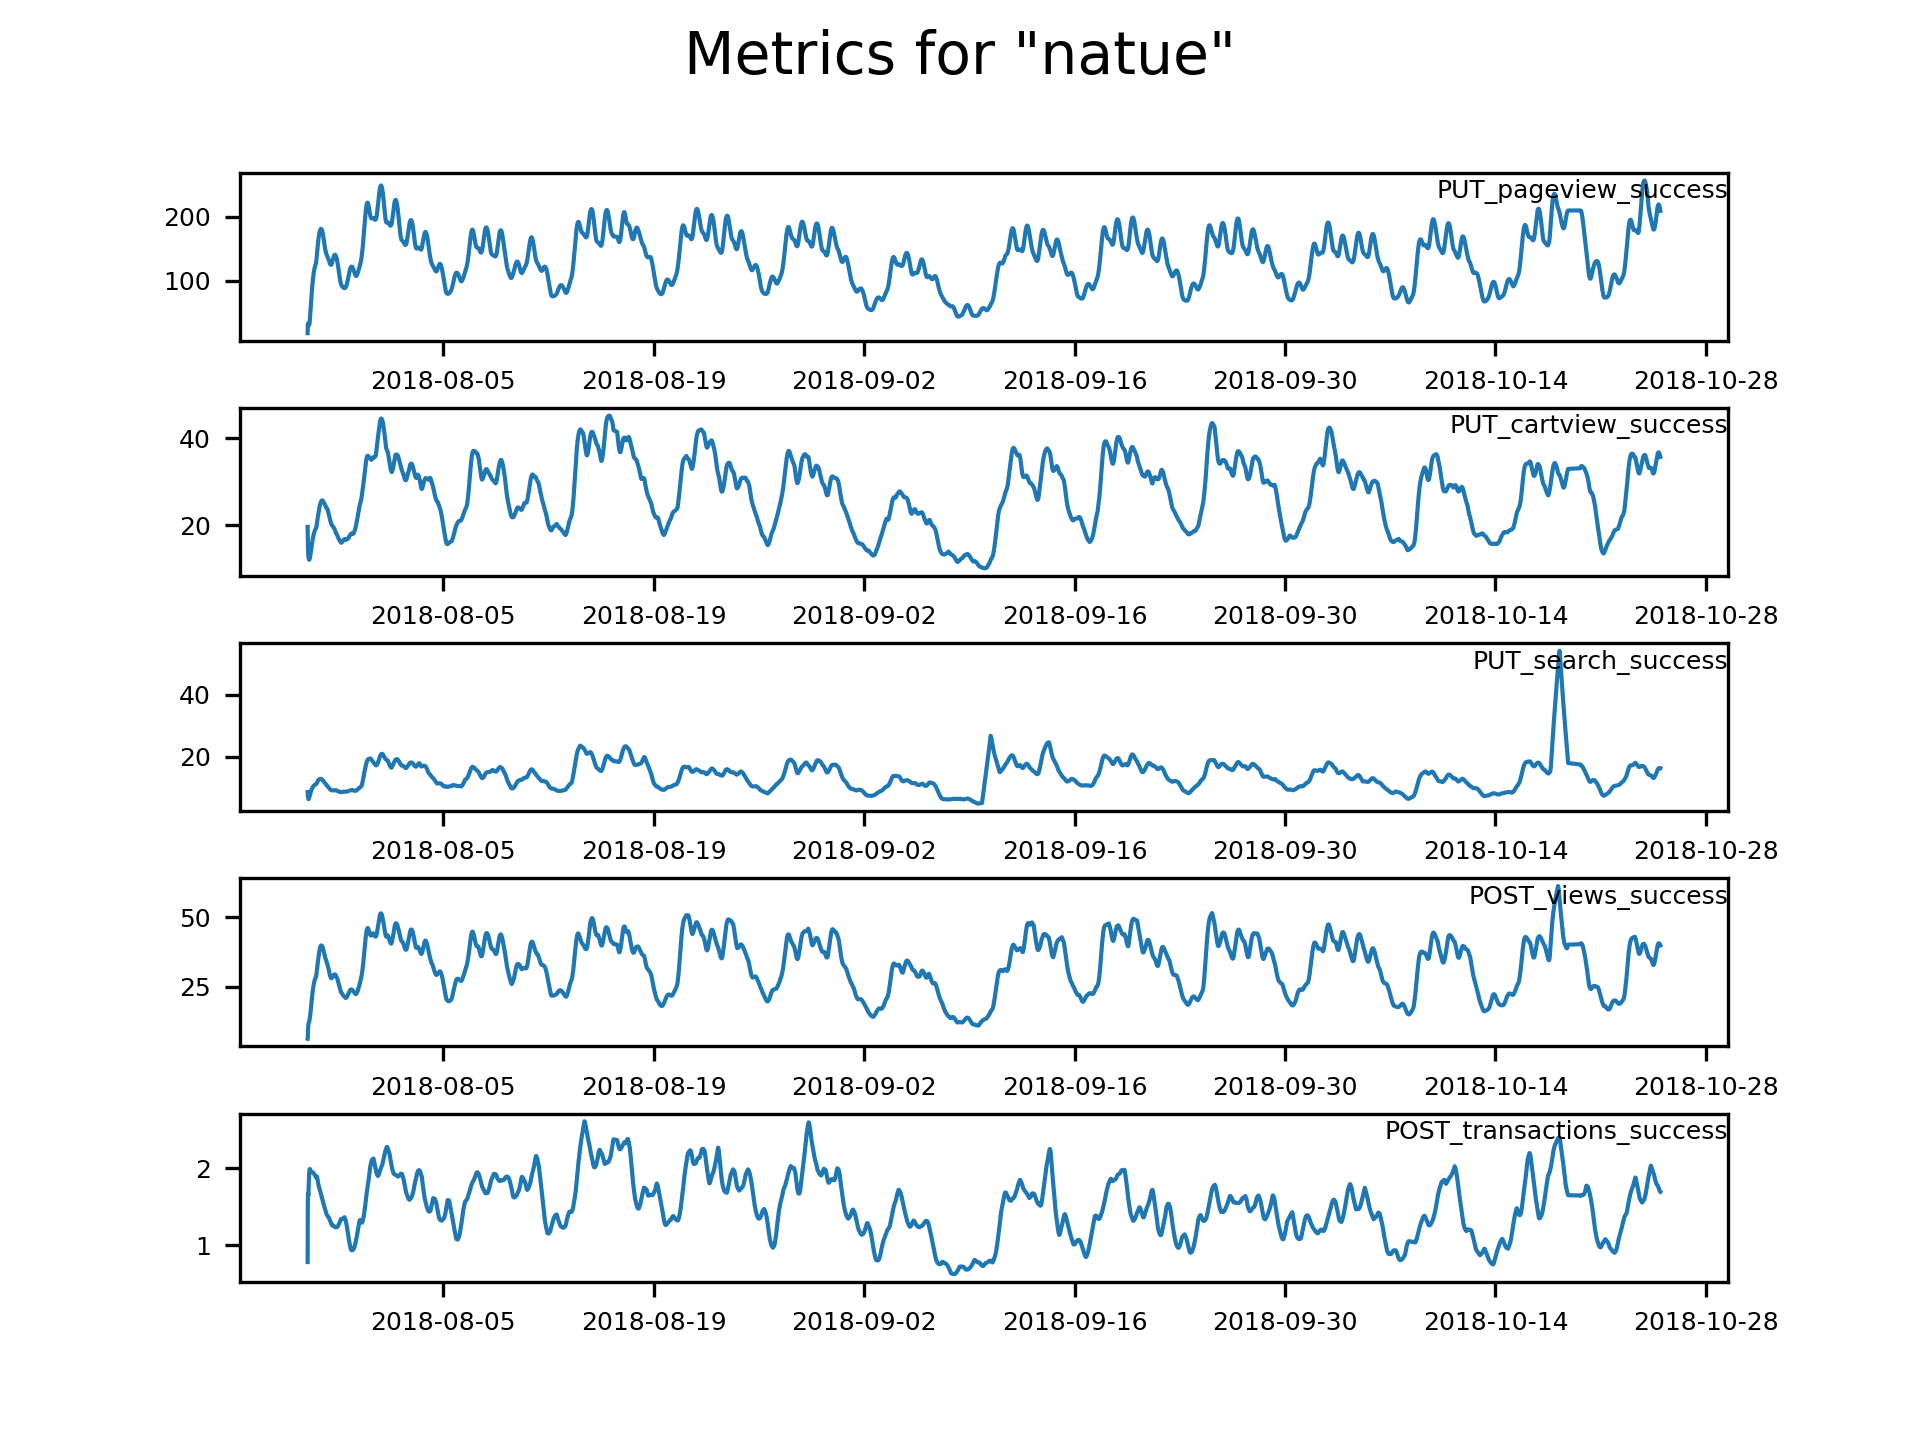 Metrics for "natue"
PUT_pageview_success
200
100
2018-08-05 2018-08-19 2018-09-02 2018-09-16 2018-09-30 2018-10-14 2018-10-28
PUT_cartview_success
40
20
2018-08-05 2018-08-19 2018-09-02 2018-09-16 2018-09-30 2018-10-14 2018-10-28
PUT_search_success
40
20
2018-08-05 2018-08-19 2018-09-02 2018-09-16 2018-09-30 2018-10-14 2018-10-28
POST_views_success
50
25
2018-08-05 2018-08-19 2018-09-02 2018-09-16 2018-09-30 2018-10-14 2018-10-28
POST_transactions_success
2
1
2018-08-05 2018-08-19 2018-09-02 2018-09-16 2018-09-30 2018-10-14 2018-10-28